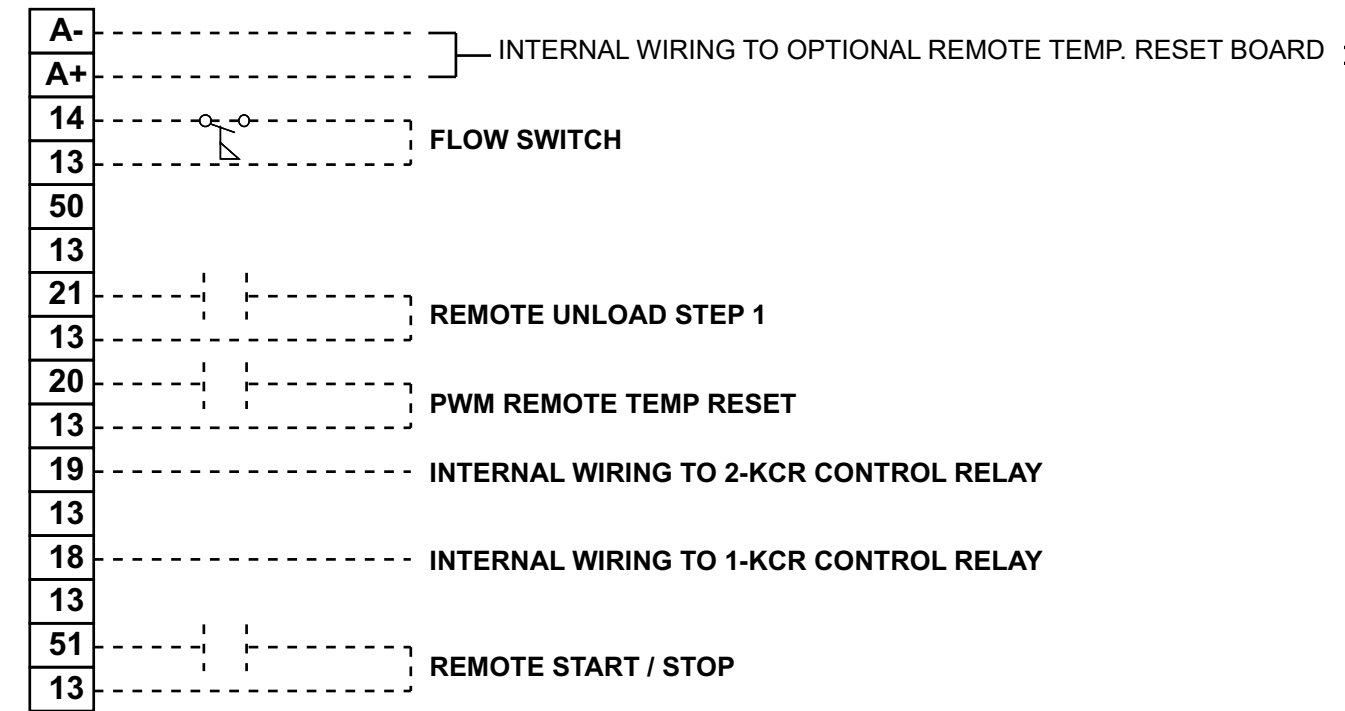 A-
INTERNAL WIRING TO OPTIONAL REMOTE TEMP. RESET BOARD
A+
14
FLOW SWITCH
13
50
13
21
REMOTE UNLOAD STEP 1
13
20
PWM REMOTE TEMP RESET
13
19 INTERNAL WIRING TO 2-KCR CONTROL RELAY
13
18 INTERNAL WIRING TO 1-KCR CONTROL RELAY
13
51
REMOTE START / STOP
13